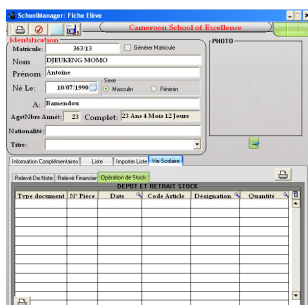 SchoolManager: Fiche Elève
Cameroon School of Excellence
Identification
PHOTO
Matricule: 363/13 Générer Matricule
Nom DJEUKENG MOMO
Prénom Antoine
Né Le: 10/07/1990 Sexe Masculin Féminin
A: Bamendou
Age(Nbre Année): 23 Complet: 23 Ans 4 Mois 12 Jours
Nationalité:
Titre:
Information Complémentaires Liste Importer Liste Vie Scolaire
Relevé De Note Relevé Financier Opération de Stock
DEPOT ET RETRAIT STOCK
Type document N° Pièce Date Code Article Désignation Quantité